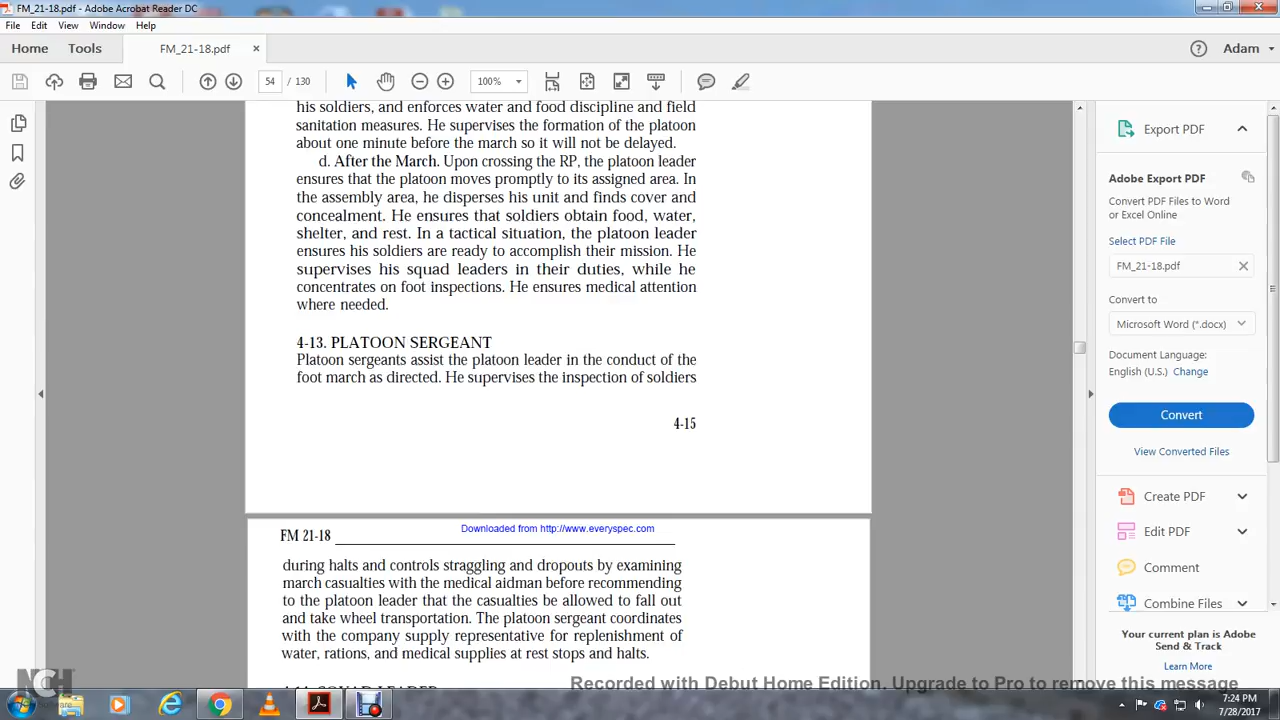 FM_21-18.pdf - Adobe Acrobat Reader DC
File Edit View Window Help
Home Tools FM_21-18.pdf × Adam
54 / 130 100%
his soldiers, and enforces water and food discipline and field
sanitation measures. He supervises the formation of the platoon
about one minute before the march so it will not be delayed.
d. After the March. Upon crossing the RP, the platoon leader
ensures that the platoon moves promptly to its assigned area. In
the assembly area, he disperses his unit and finds cover and
concealment. He ensures that soldiers obtain food, water,
shelter, and rest. In a tactical situation, the platoon leader
ensures his soldiers are ready to accomplish their mission. He
supervises his squad leaders in their duties, while he
concentrates on foot inspections. He ensures medical attention
where needed.
4-13. PLATOON SERGEANT
Platoon sergeants assist the platoon leader in the conduct of the
foot march as directed. He supervises the inspection of soldiers
4-15
Downloaded from http://www.everyspec.com
FM 21-18
during halts and controls straggling and dropouts by examining
march casualties with the medical aidman before recommending
to the platoon leader that the casualties be allowed to fall out
and take wheel transportation. The platoon sergeant coordinates
with the company supply representative for replenishment of
water, rations, and medical supplies at rest stops and halts.
Export PDF
Adobe Export PDF
Convert PDF Files to Word
or Excel Online
Select PDF File
FM_21-18.pdf
Convert to
Microsoft Word (*.docx)
Document Language:
English (U.S.) Change
Convert
View Converted Files
Create PDF
Edit PDF
Comment
Combine Files
Your current plan is Adobe
Send & Track
Learn More
NCH Software
Recorded with Debut Home Edition. Upgrade to Pro to remove this message
7:24 PM
7/28/2017